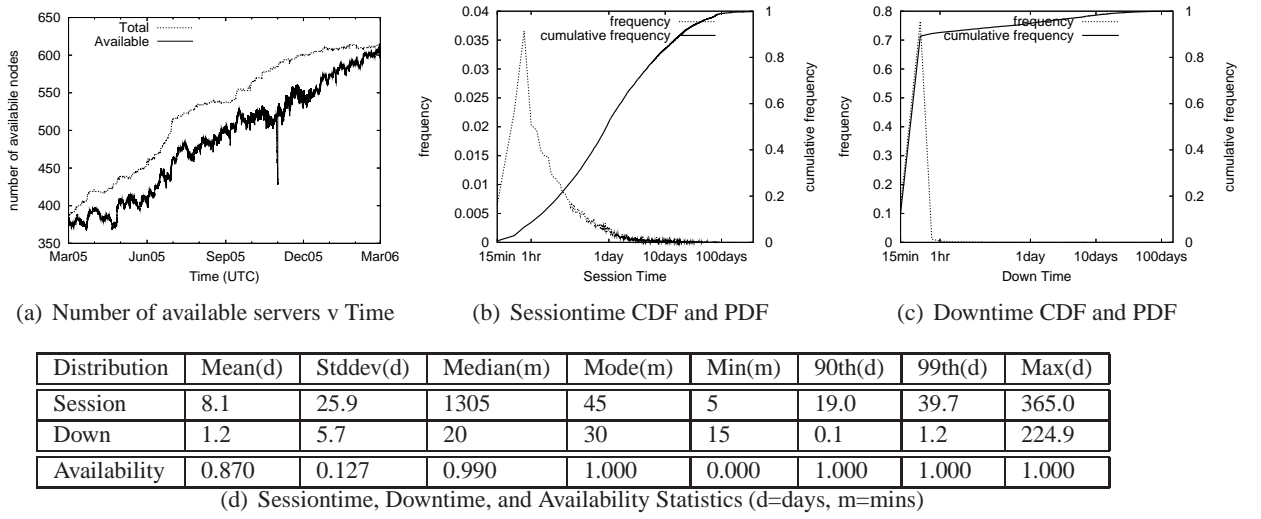 650
600
550
500
450
400
350
Mar05 Jun05 Sep05 Dec05 Mar06
number of availabile nodes
Time (UTC)
Total
Available
(a) Number of available servers v Time
0.04
0.035
0.03
0.025
0.02
0.015
0.01
0.005
0
15min 1hr 1day 10days 100days
1
0.8
0.6
0.4
0.2
0
frequency
cumulative frequency
Session Time
frequency
cumulative frequency
(b) Sessiontime CDF and PDF
0.8
0.7
0.6
0.5
0.4
0.3
0.2
0.1
0
15min 1hr 1day 10days 100days
1
0.8
0.6
0.4
0.2
0
frequency
cumulative frequency
Down Time
frequency
cumulative frequency
(c) Downtime CDF and PDF
Distribution Mean(d) Stddev(d) Median(m) Mode(m) Min(m) 90th(d) 99th(d) Max(d)
Session 8.1 25.9 1305 45 5 19.0 39.7 365.0
Down 1.2 5.7 20 30 15 0.1 1.2 224.9
Availability 0.870 0.127 0.990 1.000 0.000 1.000 1.000 1.000
(d) Sessiontime, Downtime, and Availability Statistics (d=days, m=mins)